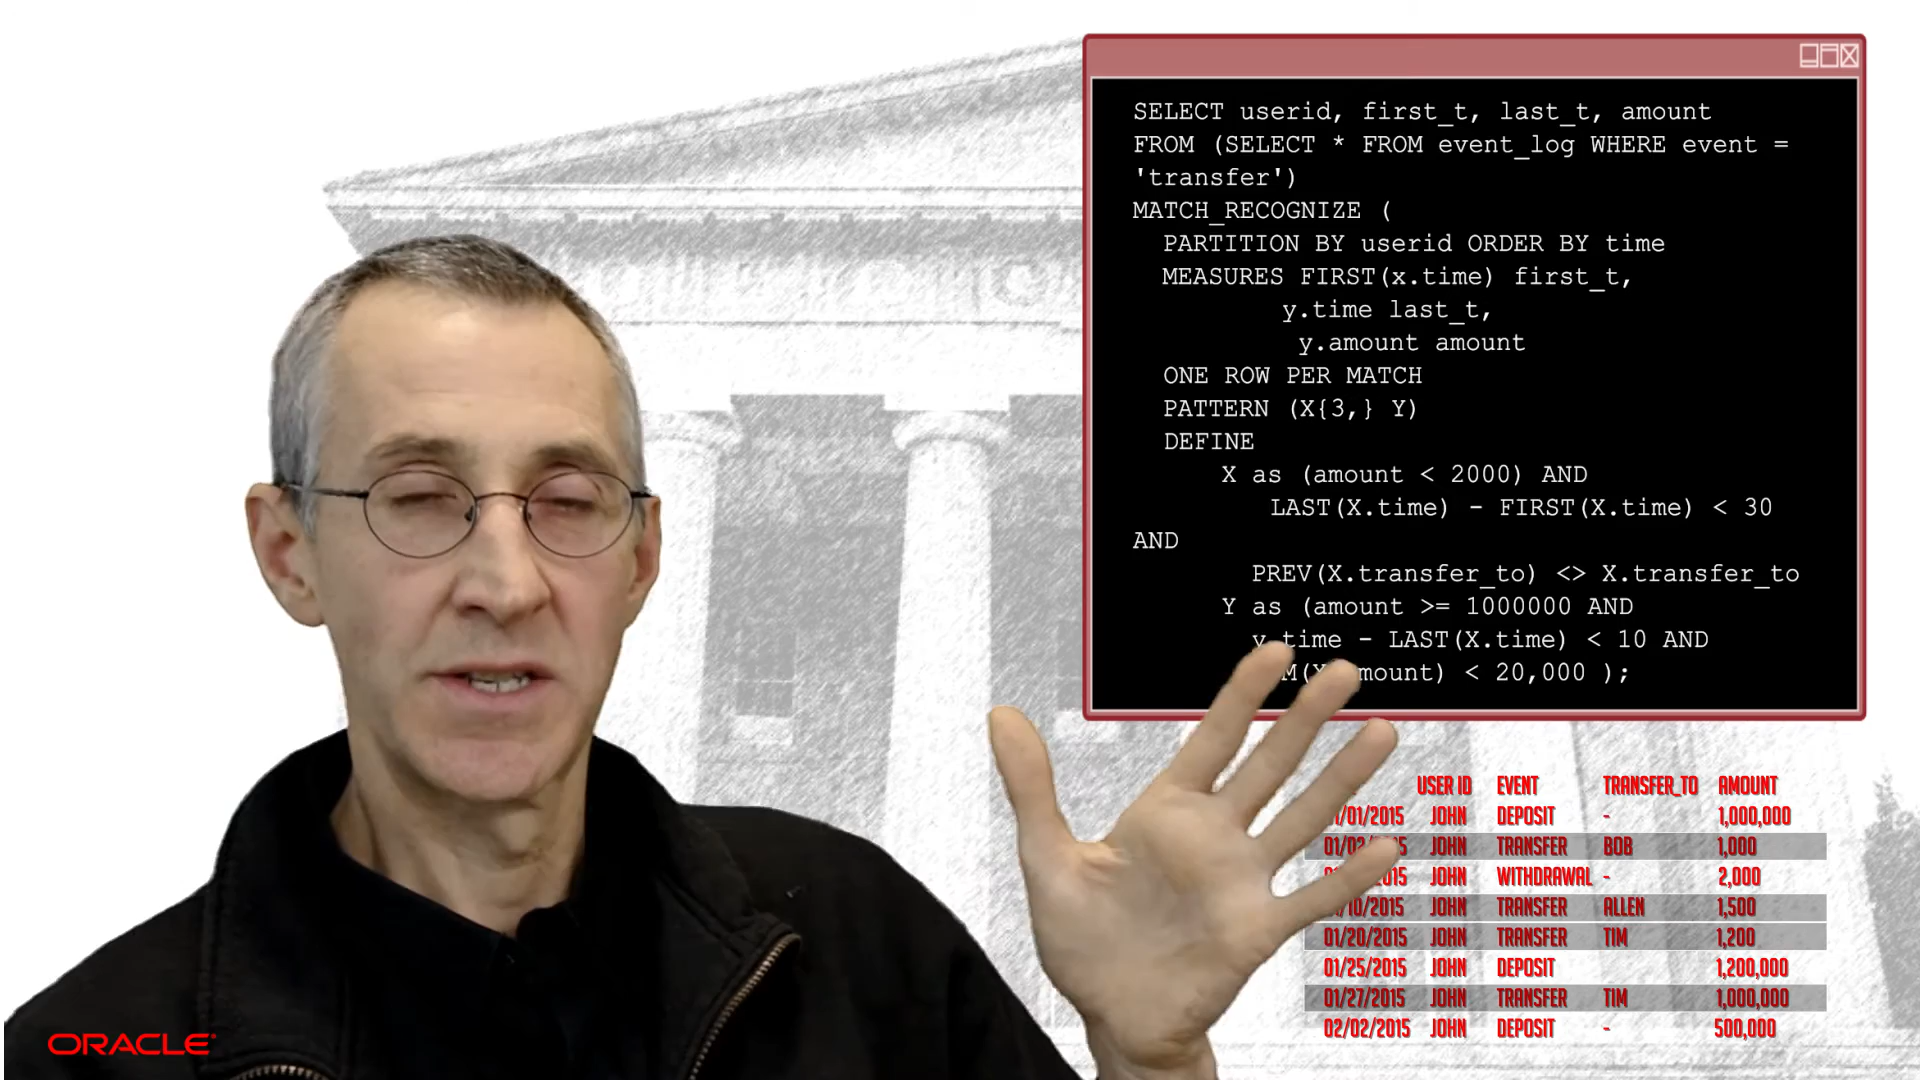 SELECT userid, first_t, last_t, amount
FROM (SELECT * FROM event_log WHERE event =
'transfer')
MATCH_RECOGNIZE (
PARTITION BY userid ORDER BY time
MEASURES FIRST(x.time) first_t,
y.time last_t,
y.amount amount
ONE ROW PER MATCH
PATTERN (X{3,} Y)
DEFINE
X as (amount < 2000) AND
LAST(X.time) - FIRST(X.time) < 30
AND
PREV(X.transfer_to) <> X.transfer_to
Y as (amount >= 1000000 AND
y.time - LAST(X.time) < 10 AND
mount) < 20,000 );
USER ID EVENT TRANSFER_TO AMOUNT
/01/2015 JOHN DEPOSIT - 1,000,000
JOHN TRANSFER BOB 1,000
015 JOHN WITHDRAWAL - 2,000
/10/2015 JOHN TRANSFER ALLEN 1,500
01/20/2015 JOHN TRANSFER TIM 1,200
01/25/2015 JOHN DEPOSIT 1,200,000
01/27/2015 JOHN TRANSFER TIM 1,000,000
02/02/2015 JOHN DEPOSIT - 500,000
ORACLE